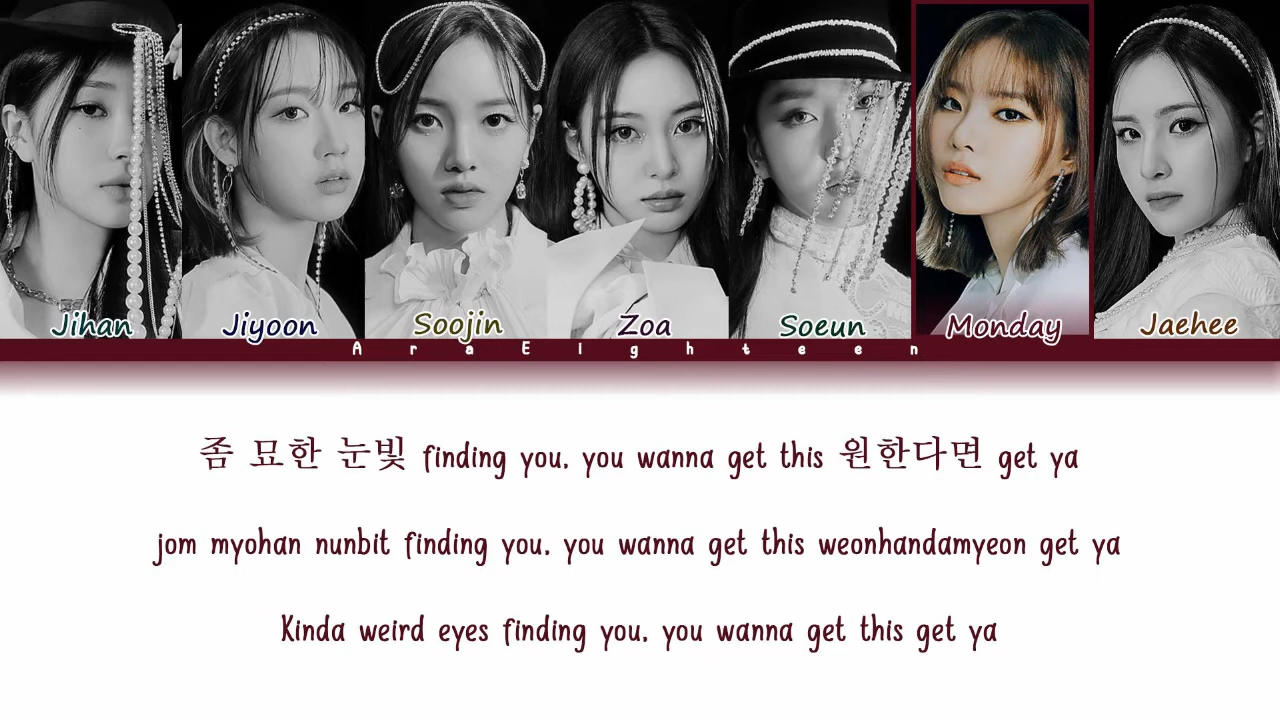 Jihan Jiyoon Soojin Zoa Soeun Monday Jaehee
AraEighteen
좀 묘한 눈빛 finding you, you wanna get this 원한다면 get ya
jom myohan nunbit finding you, you wanna get this weonhandamyeon get ya
Kinda weird eyes finding you, you wanna get this get ya